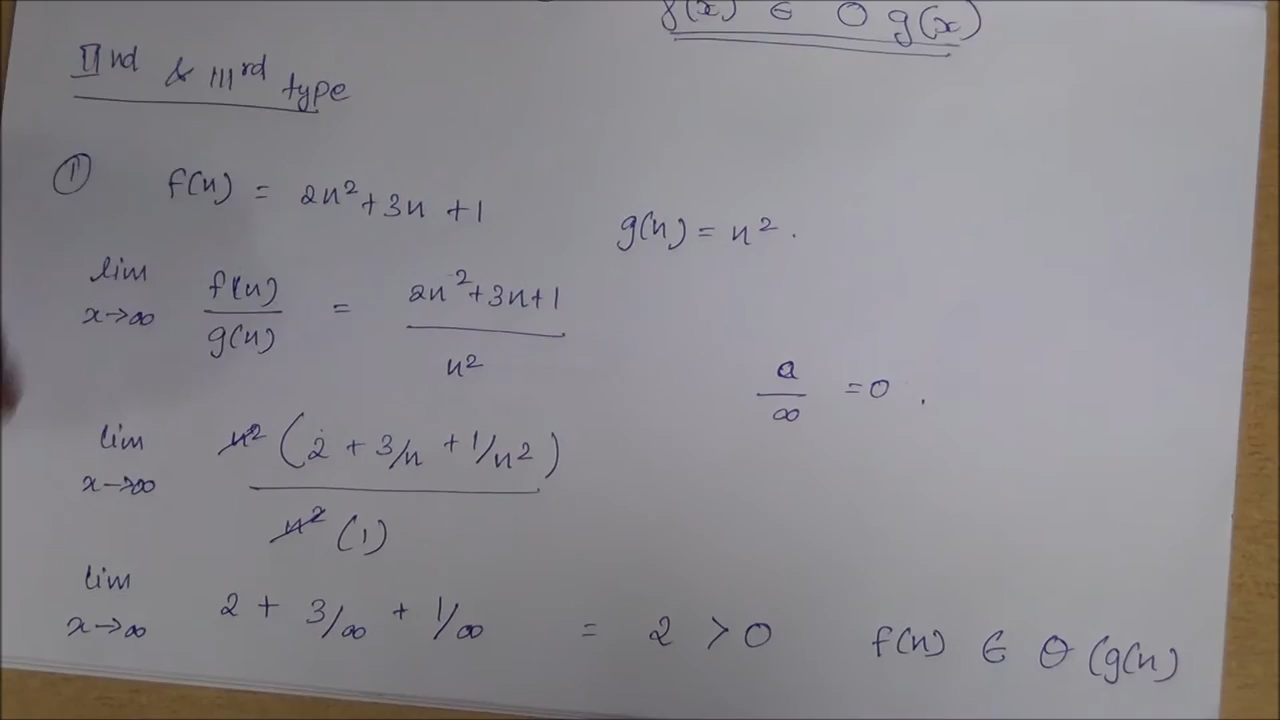 f(x) ∈ O g(x)
IInd & IIIrd type
① f(n) = 2n²+3n+1 g(n) = n².
lim x→∞ f(n)/g(n) = 2n²+3n+1/n²
a/∞ = 0.
lim x→∞ n²(2 + 3/n + 1/n²)/n²(1)
lim x→∞ 2 + 3/∞ + 1/∞ = 2 > 0 f(n) ∈ θ(g(n)